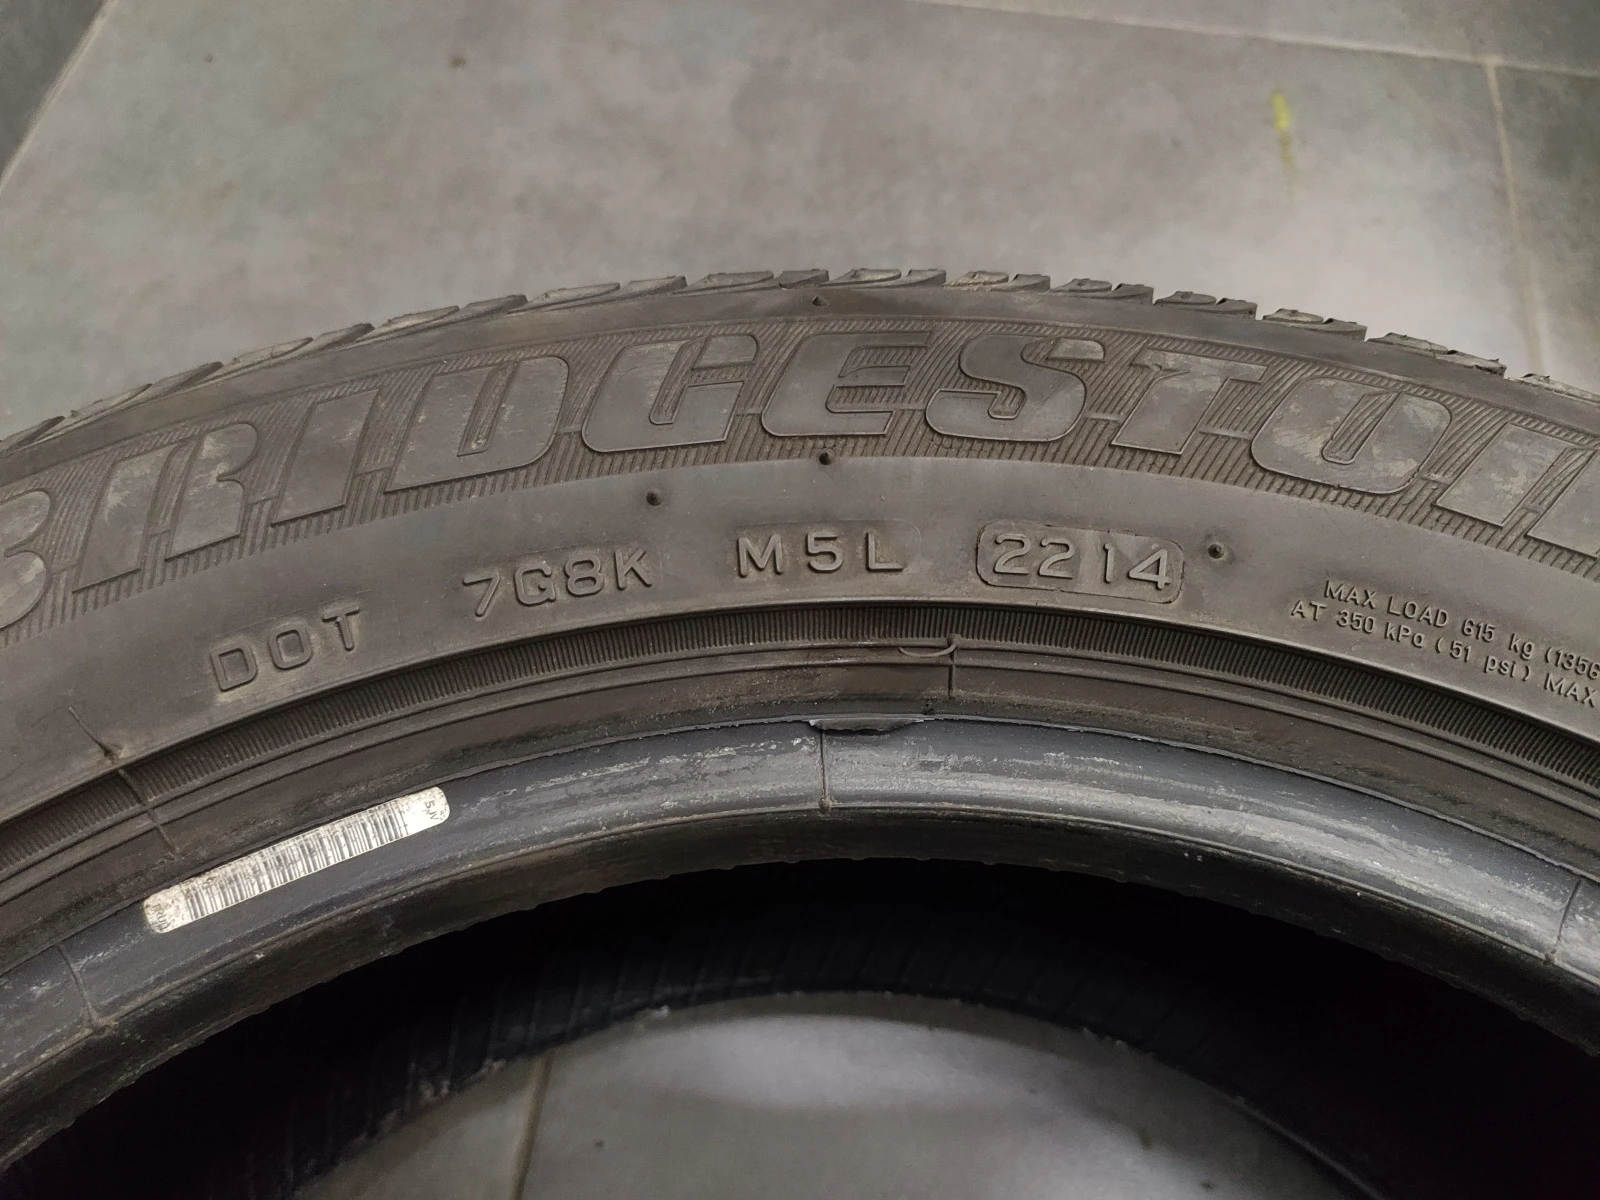 BRIDGESTON
DOT 7G8K M5L 2214
MAX LOAD 615 kg (1356
AT 350 kPa (51 psi) MAX